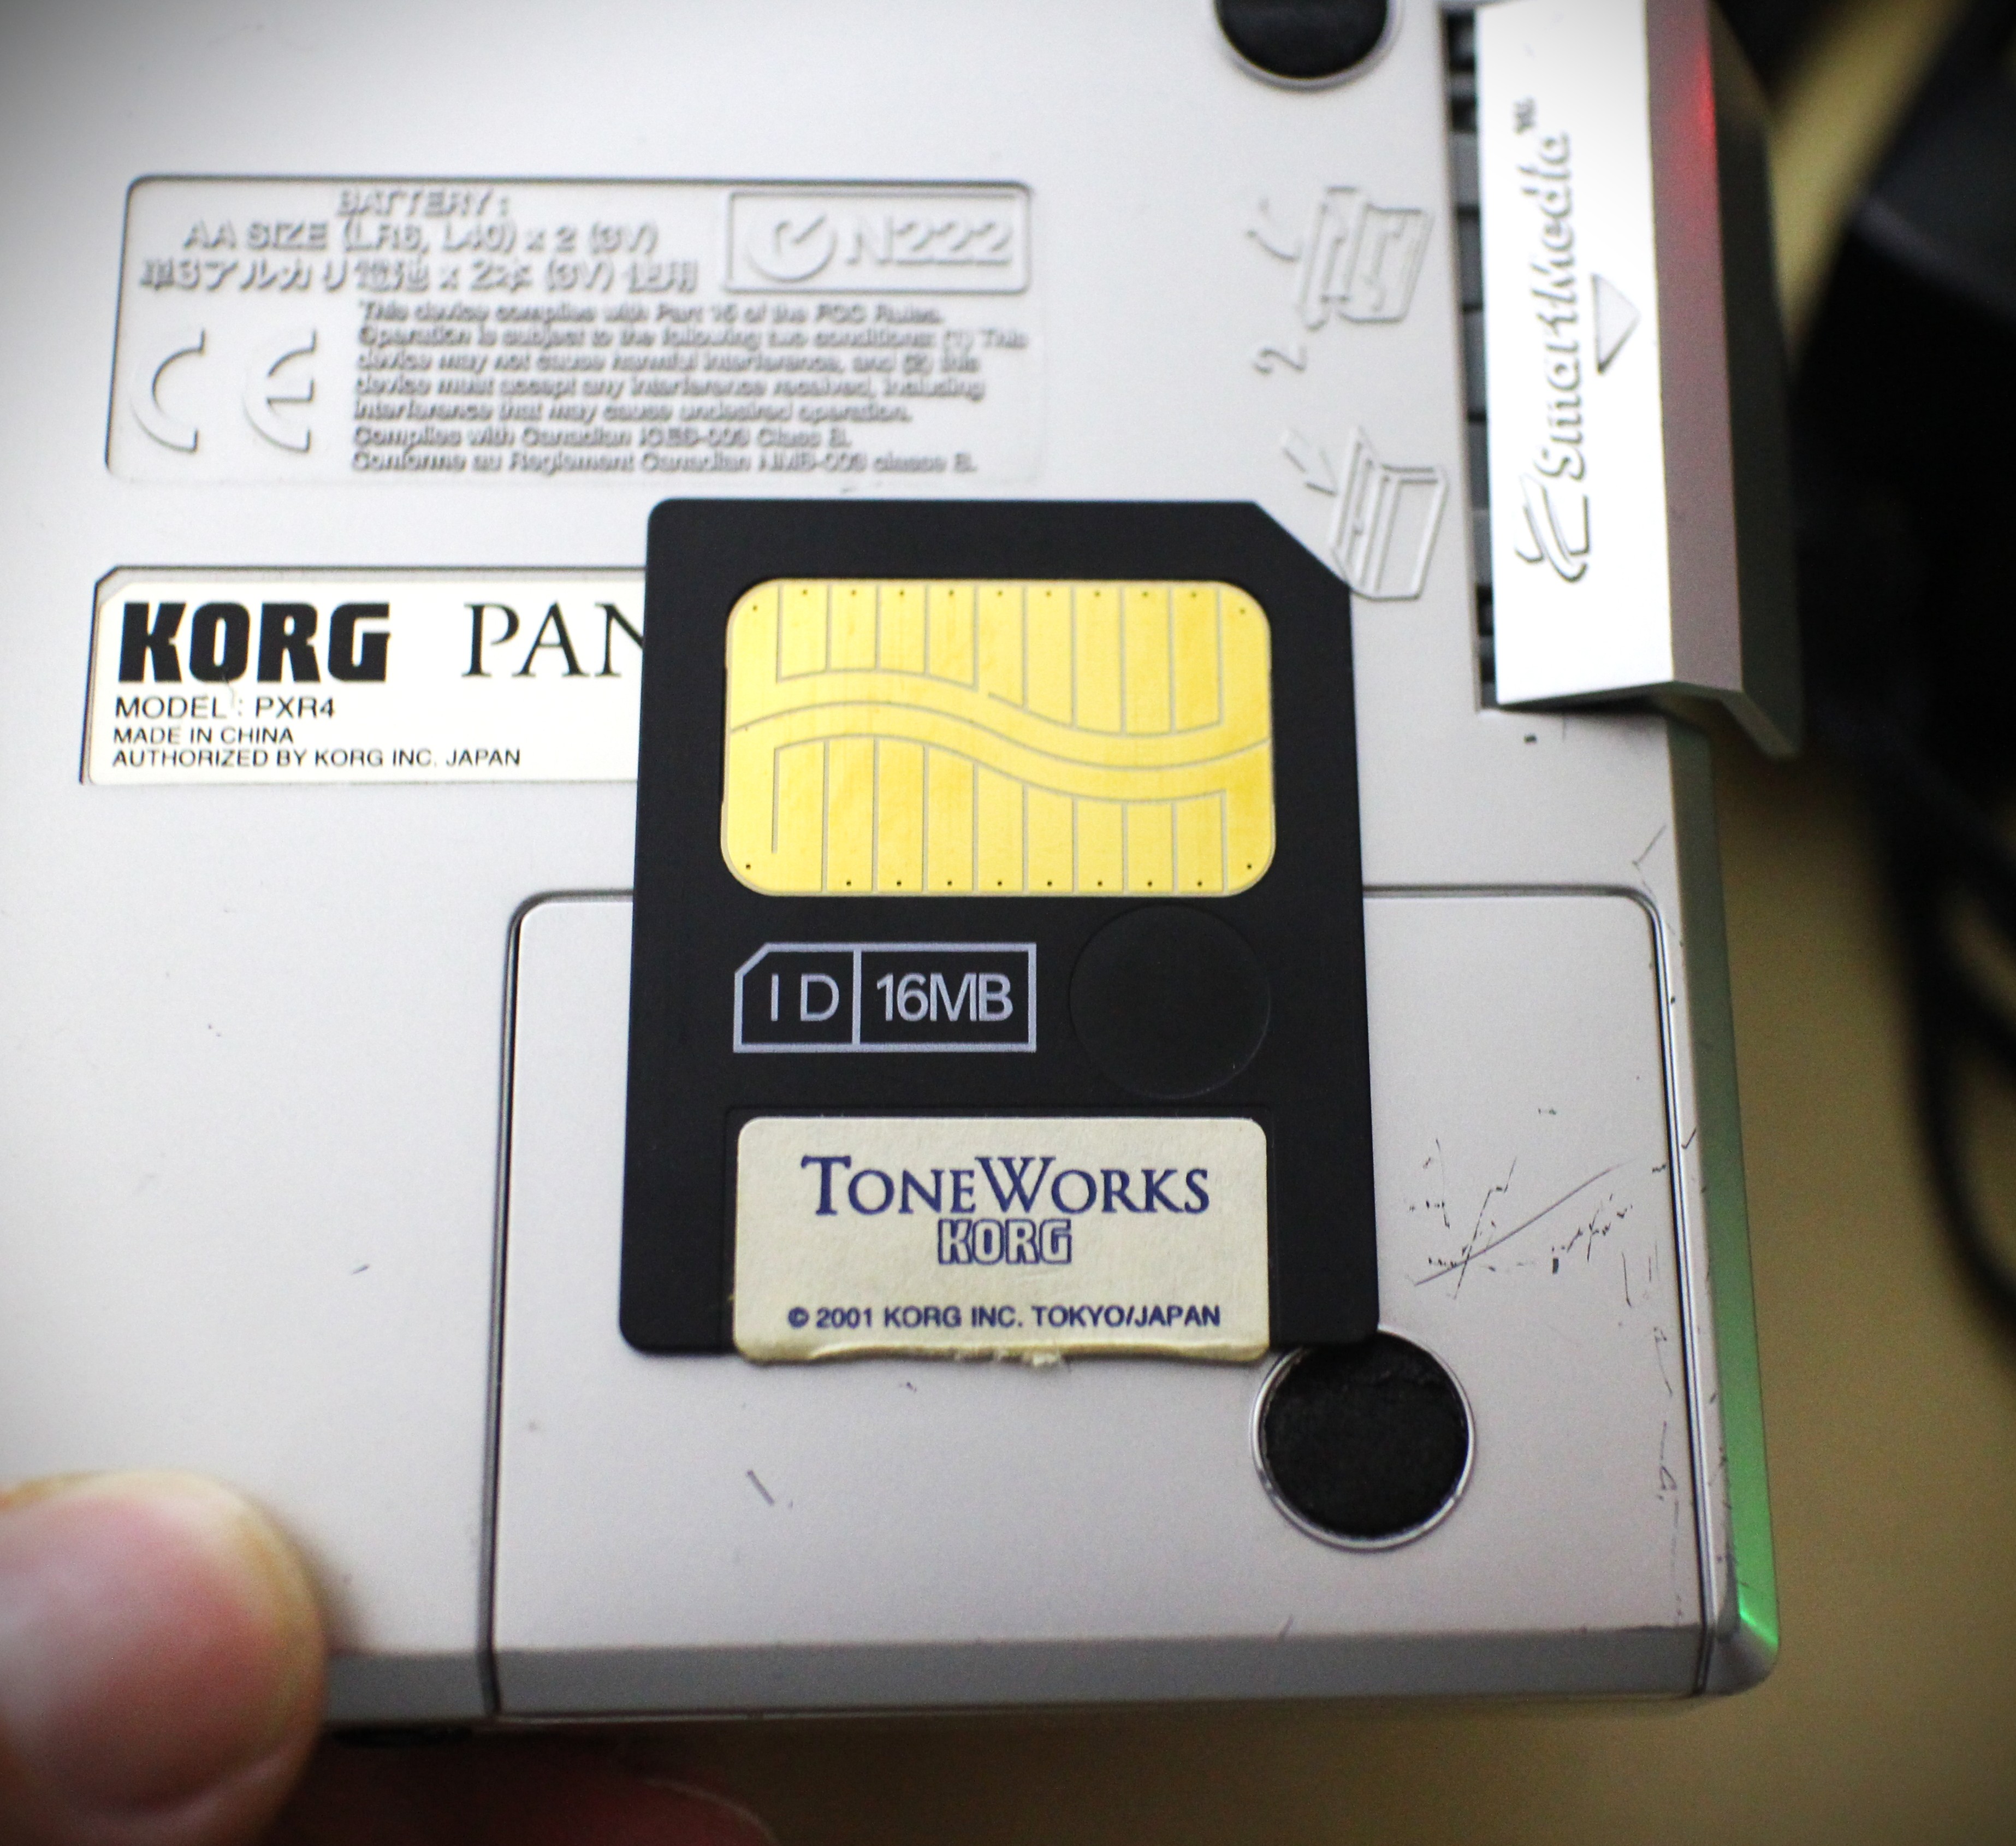 BATTERY :
AA SIZE (LR6, L40) x 2 (3V)
単3アルカリ電池 x 2本 (3V) 使用
N222
CE
This device complies with Part 15 of the FCC Rules.
Operation is subject to the following two conditions: (1) This
device may not cause harmful interference, and (2) this
device must accept any interference received, including
interference that may cause undesired operation.
Complies with Canadian ICES-003 Class B.
Conforme au Reglement Canadien NMB-003 classe B.
1
2
SmartMedia™
KORG PAN
MODEL : PXR4
MADE IN CHINA
AUTHORIZED BY KORG INC. JAPAN
ID 16MB
TONEWORKS
KORG
© 2001 KORG INC. TOKYO/JAPAN